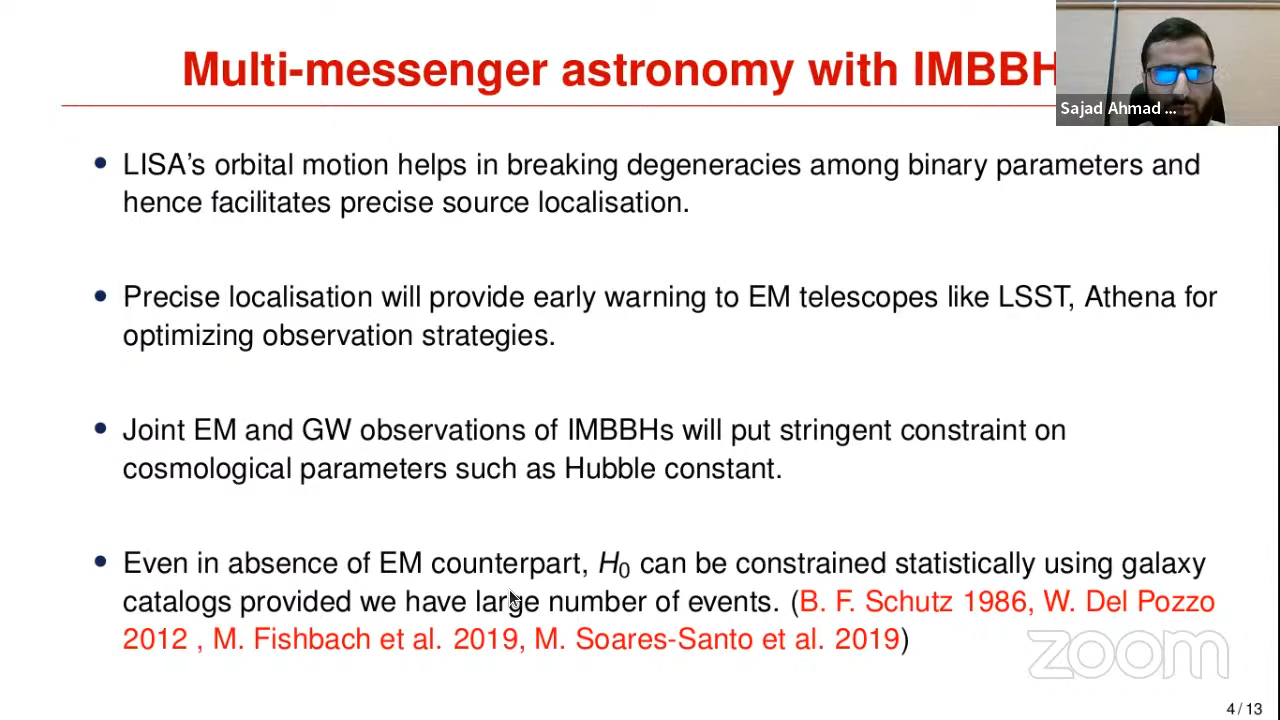 Multi-messenger astronomy with IMBBH
Sajad Ahmad ...
• LISA's orbital motion helps in breaking degeneracies among binary parameters and
hence facilitates precise source localisation.
• Precise localisation will provide early warning to EM telescopes like LSST, Athena for
optimizing observation strategies.
• Joint EM and GW observations of IMBBHs will put stringent constraint on
cosmological parameters such as Hubble constant.
• Even in absence of EM counterpart, H₀ can be constrained statistically using galaxy
catalogs provided we have large number of events. (B. F. Schutz 1986, W. Del Pozzo
2012 , M. Fishbach et al. 2019, M. Soares-Santo et al. 2019)
zoom
4 / 13